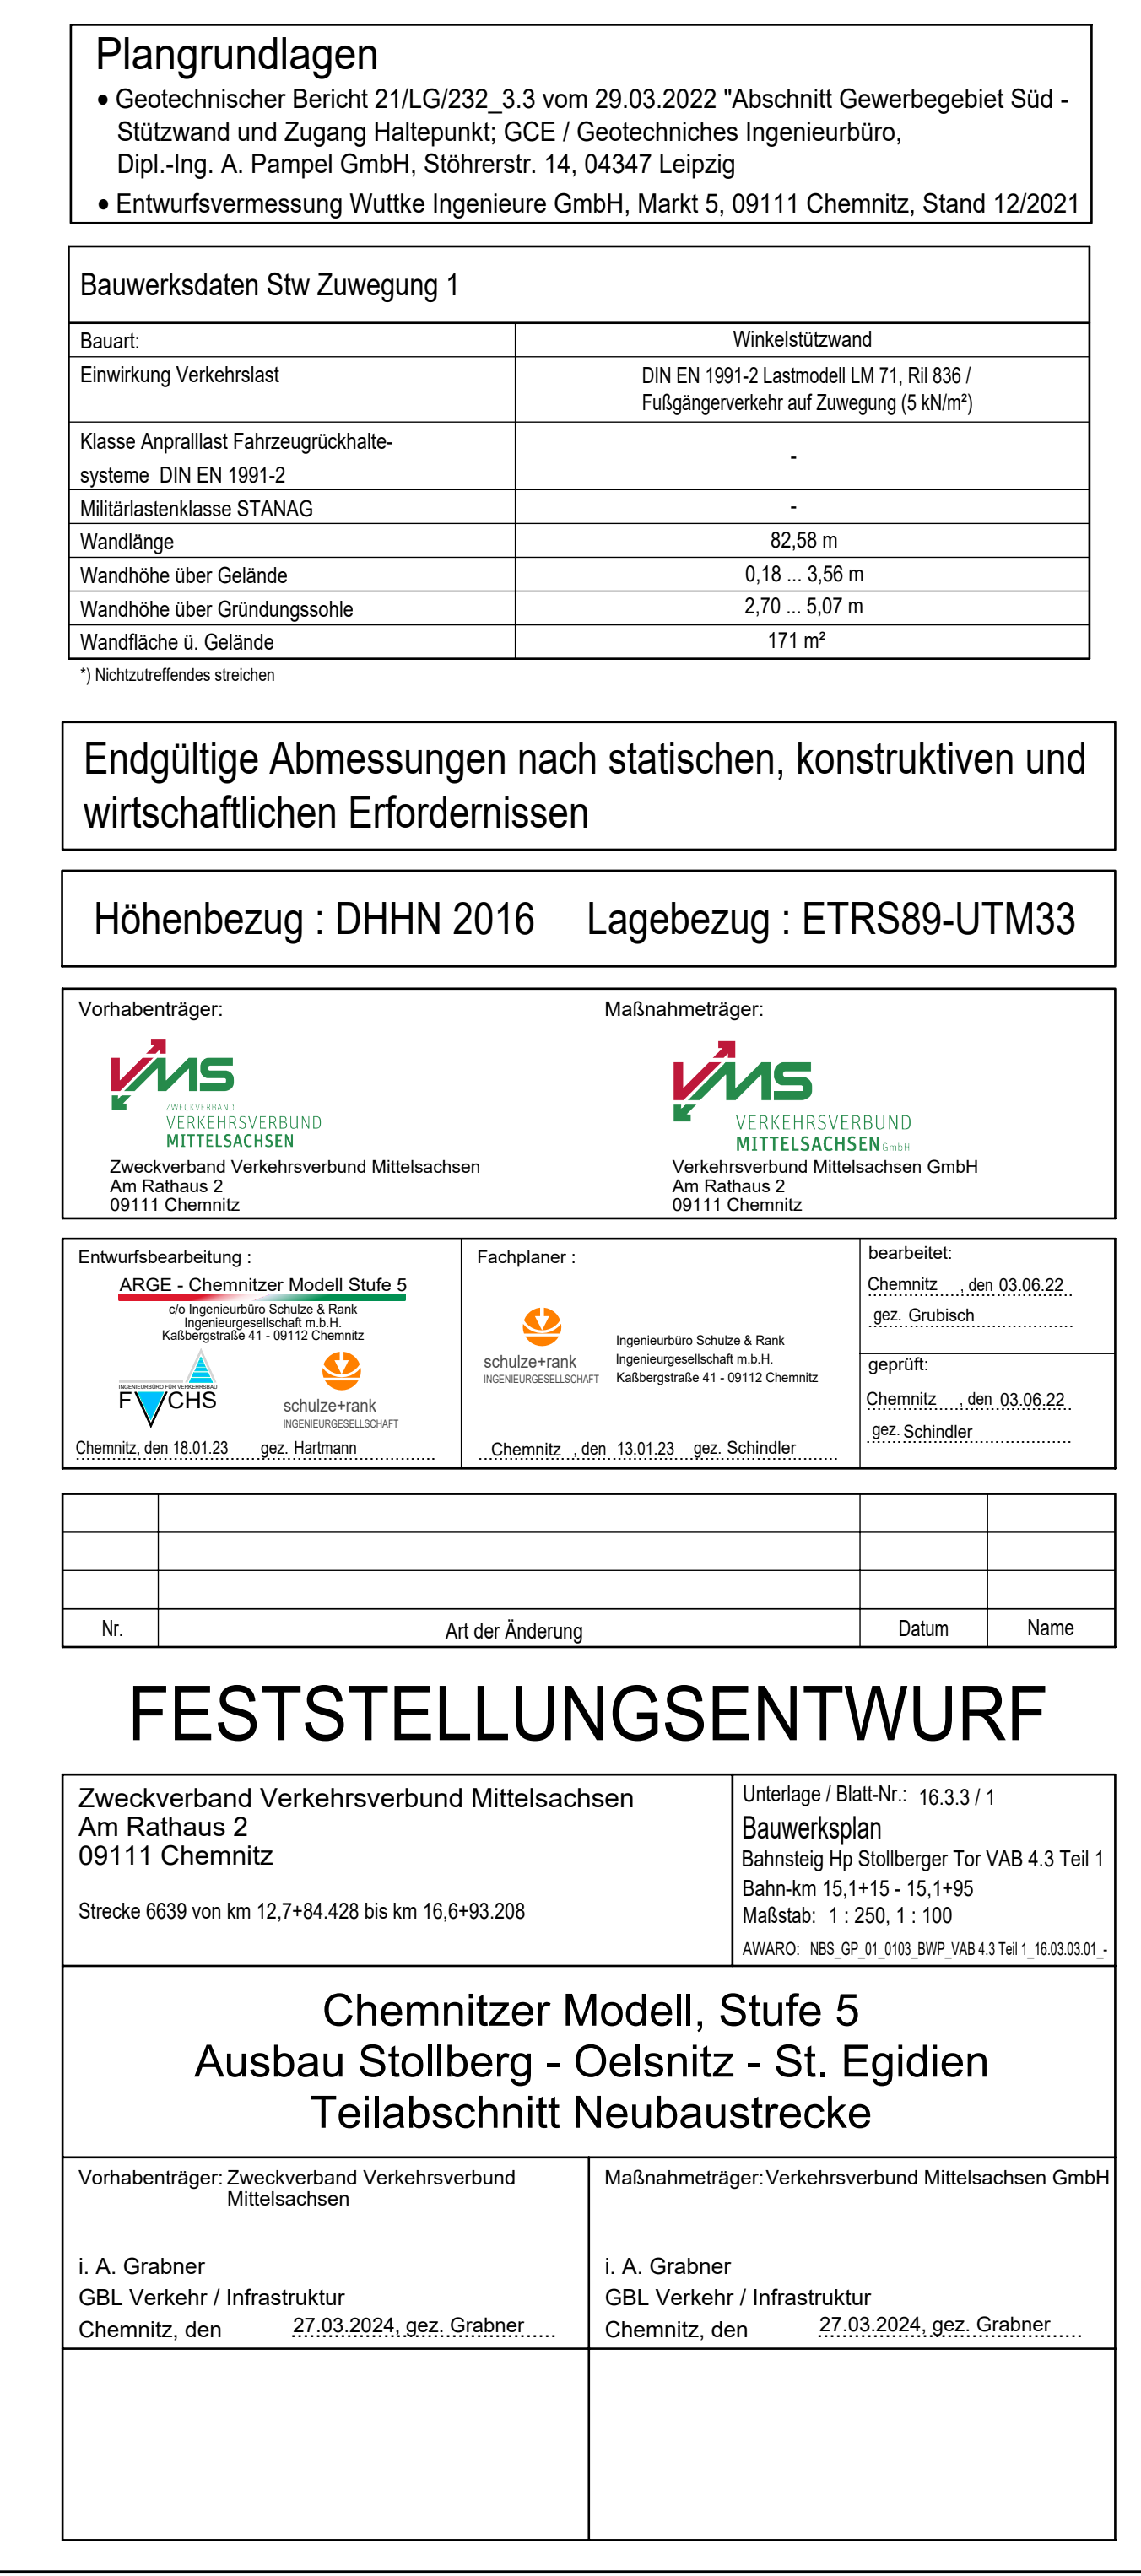 Plangrundlagen
• Geotechnischer Bericht 21/LG/232_3.3 vom 29.03.2022 "Abschnitt Gewerbegebiet Süd -
Stützwand und Zugang Haltepunkt; GCE / Geotechniches Ingenieurbüro,
Dipl.-Ing. A. Pampel GmbH, Stöhrerstr. 14, 04347 Leipzig
• Entwurfsvermessung Wuttke Ingenieure GmbH, Markt 5, 09111 Chemnitz, Stand 12/2021
Bauwerksdaten Stw Zuwegung 1
Bauart: Winkelstützwand
Einwirkung Verkehrslast DIN EN 1991-2 Lastmodell LM 71, Ril 836 /
Fußgängerverkehr auf Zuwegung (5 kN/m²)
Klasse Anpralllast Fahrzeugrückhalte-
systeme DIN EN 1991-2 -
Militärlastenklasse STANAG -
Wandlänge 82,58 m
Wandhöhe über Gelände 0,18 ... 3,56 m
Wandhöhe über Gründungssohle 2,70 ... 5,07 m
Wandfläche ü. Gelände 171 m²
*) Nichtzutreffendes streichen
Endgültige Abmessungen nach statischen, konstruktiven und
wirtschaftlichen Erfordernissen
Höhenbezug : DHHN 2016 Lagebezug : ETRS89-UTM33
Vorhabenträger:
VMS
ZWECKVERBAND
VERKEHRSVERBUND
MITTELSACHSEN
Zweckverband Verkehrsverbund Mittelsachsen
Am Rathaus 2
09111 Chemnitz
Maßnahmeträger:
VMS
VERKEHRSVERBUND
MITTELSACHSEN GmbH
Verkehrsverbund Mittelsachsen GmbH
Am Rathaus 2
09111 Chemnitz
Entwurfsbearbeitung :
ARGE - Chemnitzer Modell Stufe 5
c/o Ingenieurbüro Schulze & Rank
Ingenieurgesellschaft m.b.H.
Kaßbergstraße 41 - 09112 Chemnitz
INGENIEURBÜRO FÜR VERKEHRSBAU
FVCHS
schulze+rank
INGENIEURGESELLSCHAFT
Chemnitz, den 18.01.23 gez. Hartmann
Fachplaner :
schulze+rank
INGENIEURGESELLSCHAFT
Ingenieurbüro Schulze & Rank
Ingenieurgesellschaft m.b.H.
Kaßbergstraße 41 - 09112 Chemnitz
Chemnitz , den 13.01.23 gez. Schindler
bearbeitet:
Chemnitz , den 03.06.22
gez. Grubisch
geprüft:
Chemnitz , den 03.06.22
gez. Schindler
Nr. Art der Änderung Datum Name
FESTSTELLUNGSENTWURF
Zweckverband Verkehrsverbund Mittelsachsen
Am Rathaus 2
09111 Chemnitz
Strecke 6639 von km 12,7+84.428 bis km 16,6+93.208
Unterlage / Blatt-Nr.: 16.3.3 / 1
Bauwerksplan
Bahnsteig Hp Stollberger Tor VAB 4.3 Teil 1
Bahn-km 15,1+15 - 15,1+95
Maßstab: 1 : 250, 1 : 100
AWARO: NBS_GP_01_0103_BWP_VAB 4.3 Teil 1_16.03.03.01_-
Chemnitzer Modell, Stufe 5
Ausbau Stollberg - Oelsnitz - St. Egidien
Teilabschnitt Neubaustrecke
Vorhabenträger: Zweckverband Verkehrsverbund
Mittelsachsen
i. A. Grabner
GBL Verkehr / Infrastruktur
Chemnitz, den 27.03.2024, gez. Grabner
Maßnahmeträger: Verkehrsverbund Mittelsachsen GmbH
i. A. Grabner
GBL Verkehr / Infrastruktur
Chemnitz, den 27.03.2024, gez. Grabner